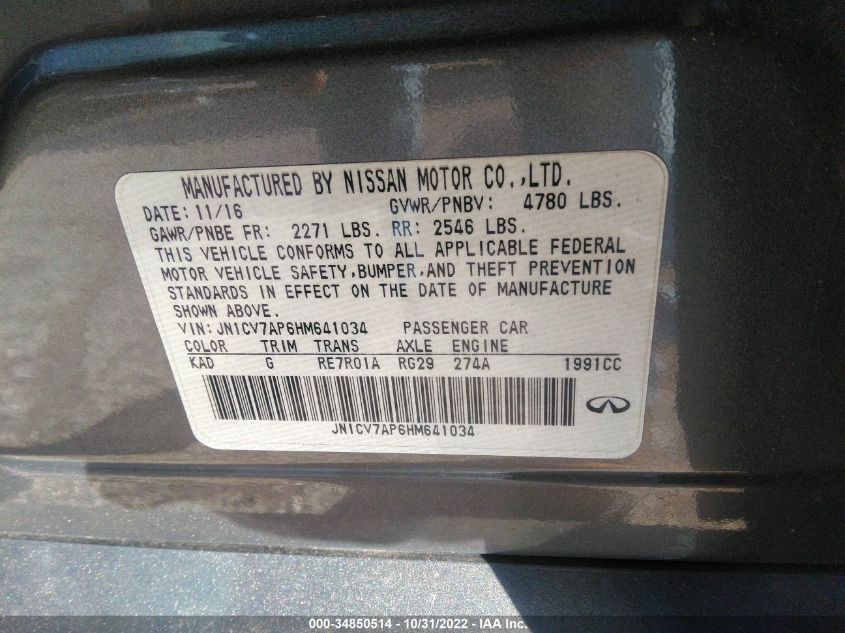 MANUFACTURED BY NISSAN MOTOR CO.,LTD.
DATE: 11/16 GVWR/PNBV: 4780 LBS.
GAWR/PNBE FR: 2271 LBS. RR: 2546 LBS.
THIS VEHICLE CONFORMS TO ALL APPLICABLE FEDERAL
MOTOR VEHICLE SAFETY,BUMPER,AND THEFT PREVENTION
STANDARDS IN EFFECT ON THE DATE OF MANUFACTURE
SHOWN ABOVE.
VIN: JN1CV7AP6HM641034 PASSENGER CAR
COLOR TRIM TRANS AXLE ENGINE
KAD G RE7R01A RG29 274A 1991CC
JN1CV7AP6HM641034
000-34850514 - 10/31/2022 - IAA Inc.